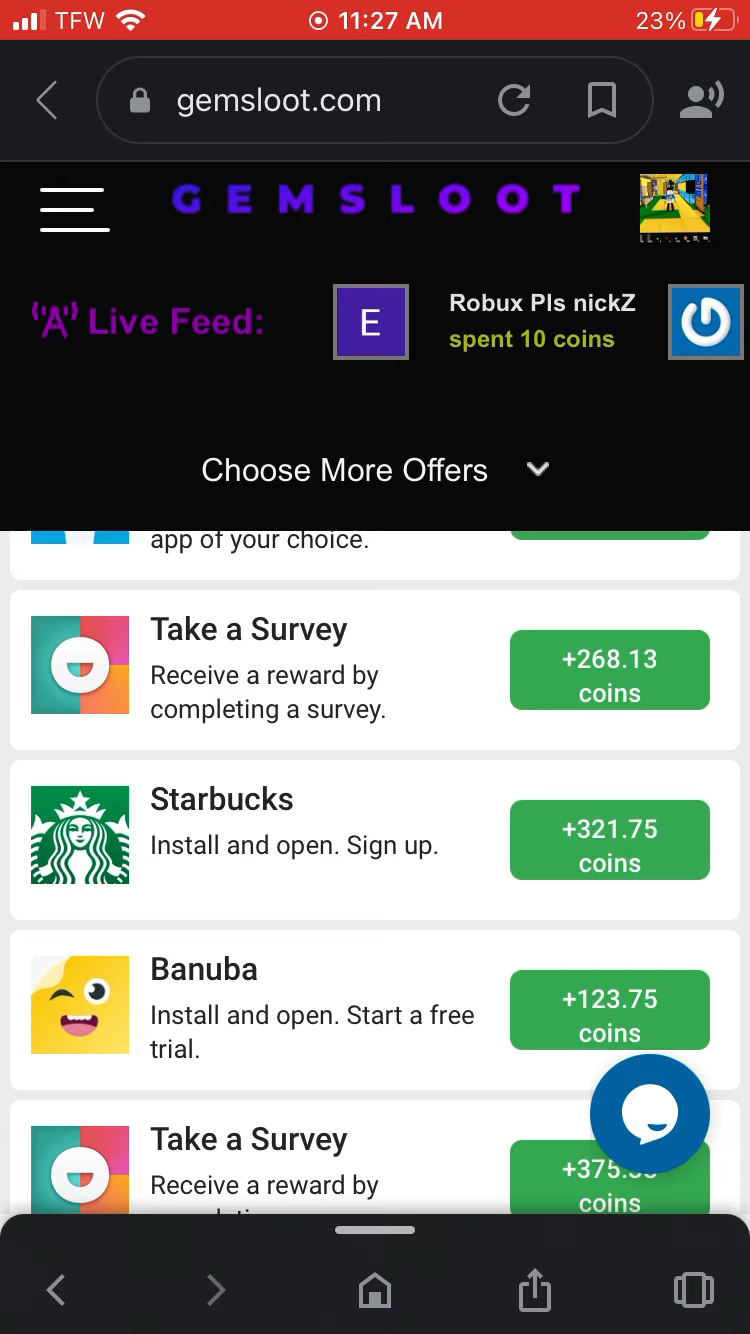 TFW
11:27 AM
23%
gemsloot.com
GEMSLOOT
Live Feed:
E
Robux Pls nickZ
spent 10 coins
Choose More Offers
app of your choice.
Take a Survey
Receive a reward by
completing a survey.
+268.13
coins
Starbucks
Install and open. Sign up.
+321.75
coins
Banuba
Install and open. Start a free
trial.
+123.75
coins
Take a Survey
Receive a reward by
coins